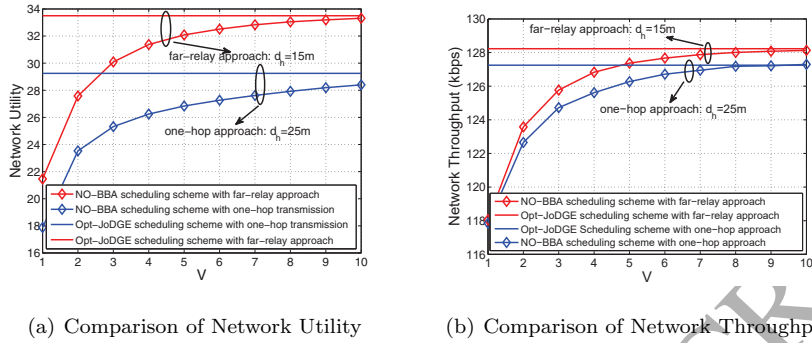 34
32
30
28
26
24
22
20
18
16
Network Utility
far-relay approach: d_h=15m
one-hop approach: d_h=25m
NO-BBA scheduling scheme with far-relay approach
NO-BBA scheduling scheme with one-hop transmission
Opt-JoDGE scheduling scheme with one-hop transmission
Opt-JoDGE scheduling scheme with far-relay approach
1 2 3 4 5 6 7 8 9 10
V
(a) Comparison of Network Utility
130
128
126
124
122
120
118
116
Network Throughput (kbps)
far-relay approach: d_h=15m
one-hop approach: d_h=25m
NO-BBA scheduling scheme with far-relay approach
Opt-JoDGE scheduling scheme with far-relay approach
Opt-JoDGE Scheduling scheme with one-hop approach
NO-BBA scheduling scheme with one-hop approach
1 2 3 4 5 6 7 8 9 10
V
(b) Comparison of Network Throughp